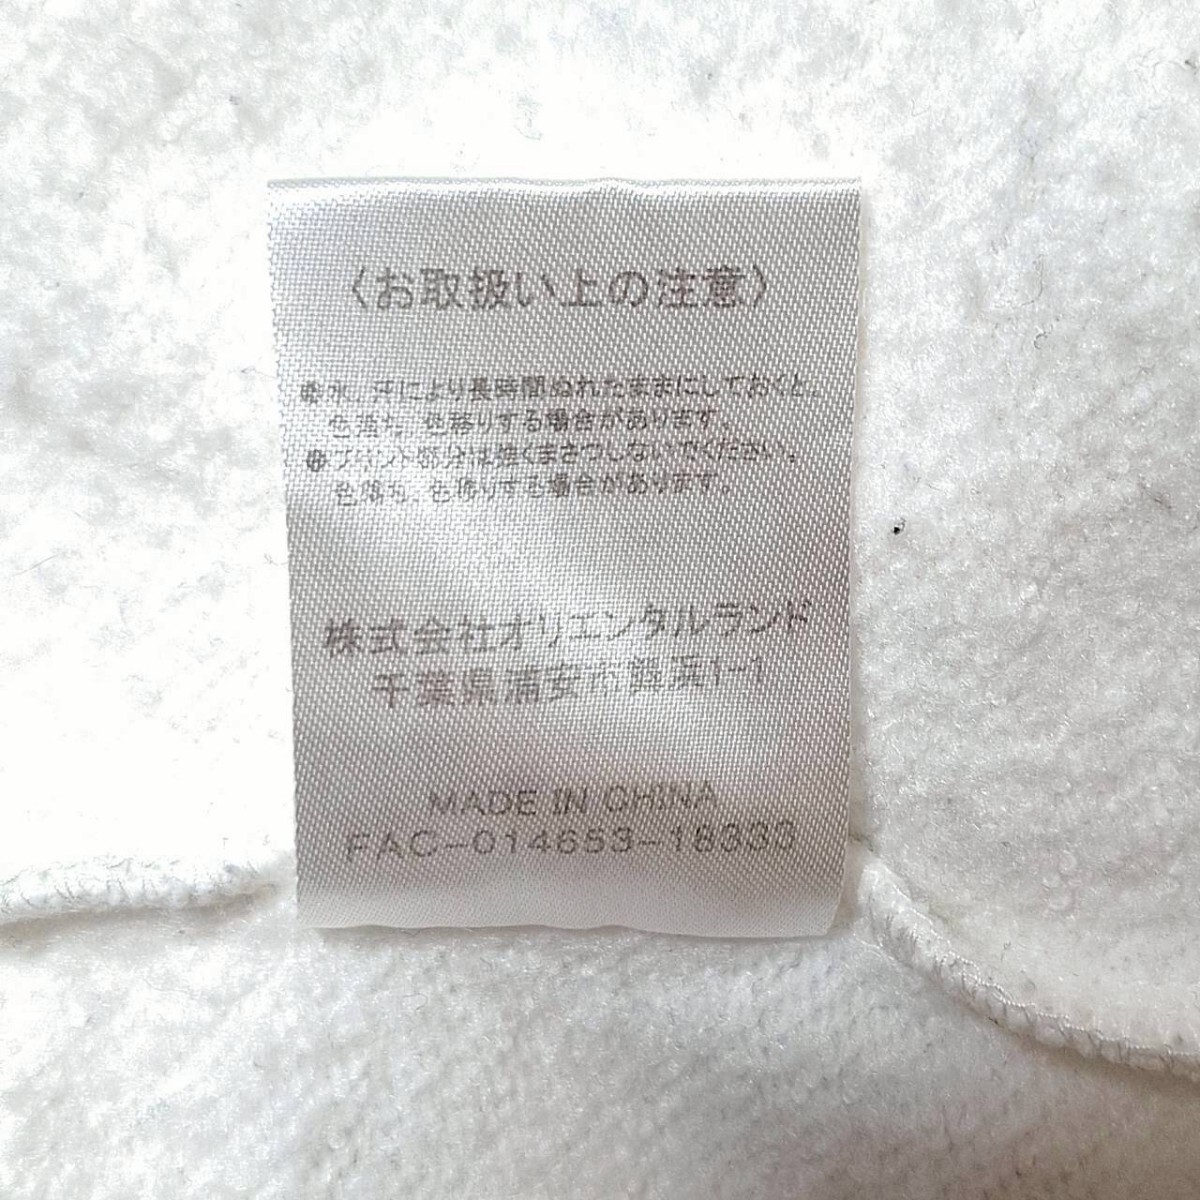 〈お取扱い上の注意〉
●水、汗により長時間ぬれたままにしておくと、
色落ち、色移りする場合があります。
●プリント部分は強くまさつしないでください。
色落ち、色移りする場合があります。
株式会社オリエンタルランド
千葉県浦安市舞浜1-1
MADE IN CHINA
FAC-014653-18333